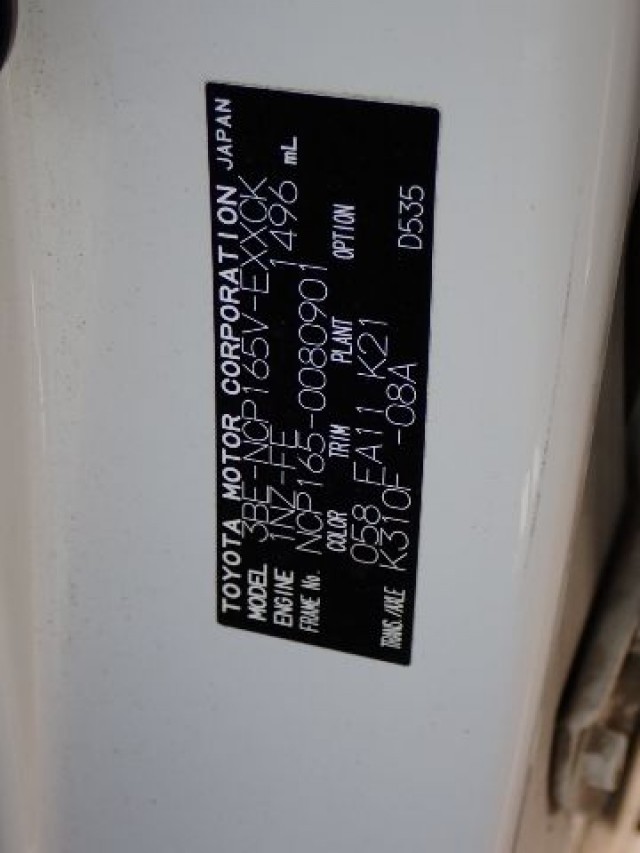 TOYOTA MOTOR CORPORATION JAPAN
MODEL 3BE-NCP165V-EXXCK
ENGINE 1NZ-FE 1496 mL
FRAME No. NCP165-0080901
COLOR TRIM PLANT OPTION
058 EA11 K21
TRANS./AXLE K310F -08A D535